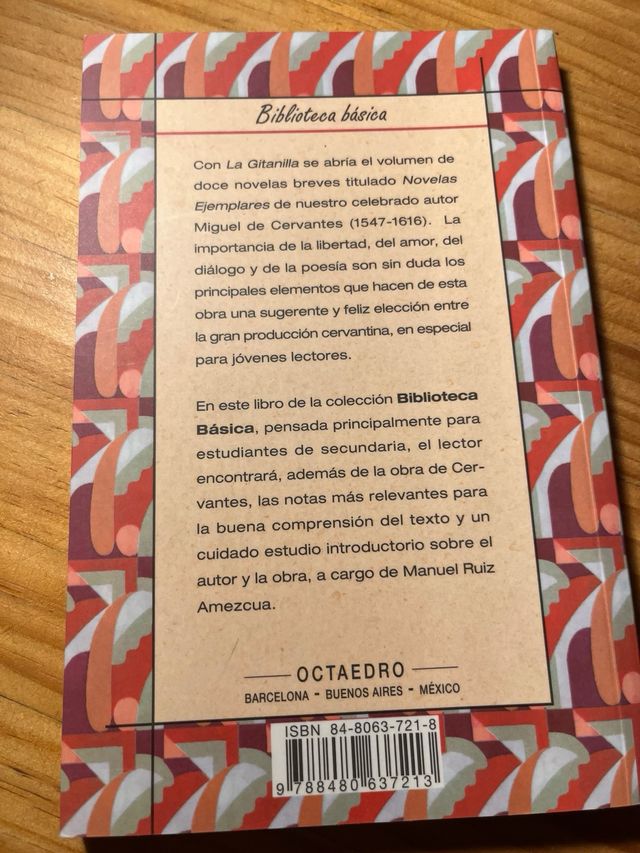 Biblioteca básica
Con La Gitanilla se abría el volumen de
doce novelas breves titulado Novelas
Ejemplares de nuestro celebrado autor
Miguel de Cervantes (1547-1616). La
importancia de la libertad, del amor, del
diálogo y de la poesía son sin duda los
principales elementos que hacen de esta
obra una sugerente y feliz elección entre
la gran producción cervantina, en especial
para jóvenes lectores.
En este libro de la colección Biblioteca
Básica, pensada principalmente para
estudiantes de secundaria, el lector
encontrará, además de la obra de Cer-
vantes, las notas más relevantes para
la buena comprensión del texto y un
cuidado estudio introductorio sobre el
autor y la obra, a cargo de Manuel Ruiz
Amezcua.
OCTAEDRO
BARCELONA - BUENOS AIRES - MÉXICO
ISBN 84-8063-721-8
9 788480 637213